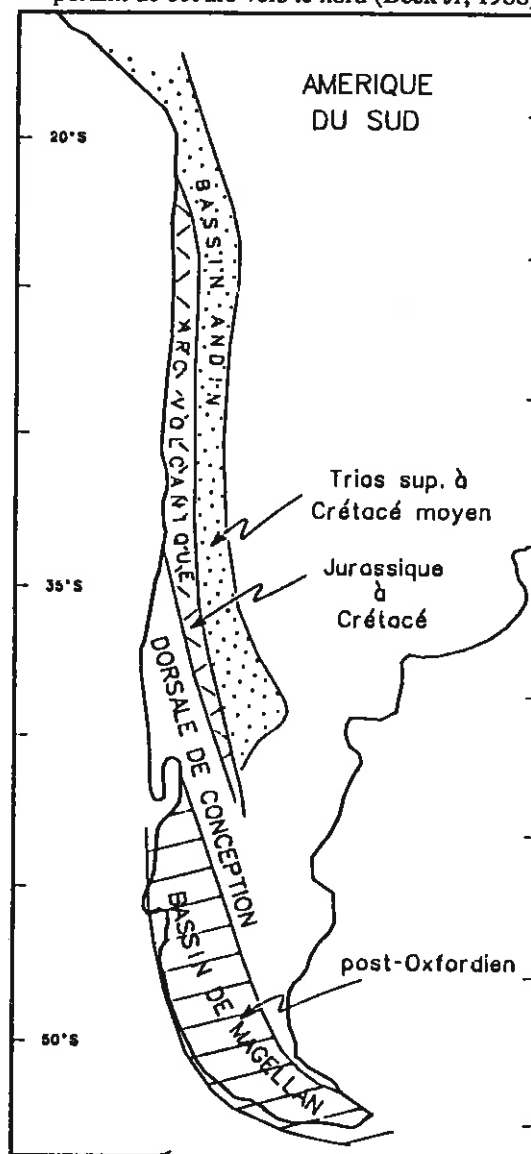 AMÉRIQUE
DU SUD
20°S
BASSIN ANDIN
ARC VOLCANIQUE
Trias sup. à
Crétacé moyen
35°S
Jurassique
à
Crétacé
DORSALE DE CONCEPTION
post-Oxfordien
BASSIN DE MAGELLAN
50°S